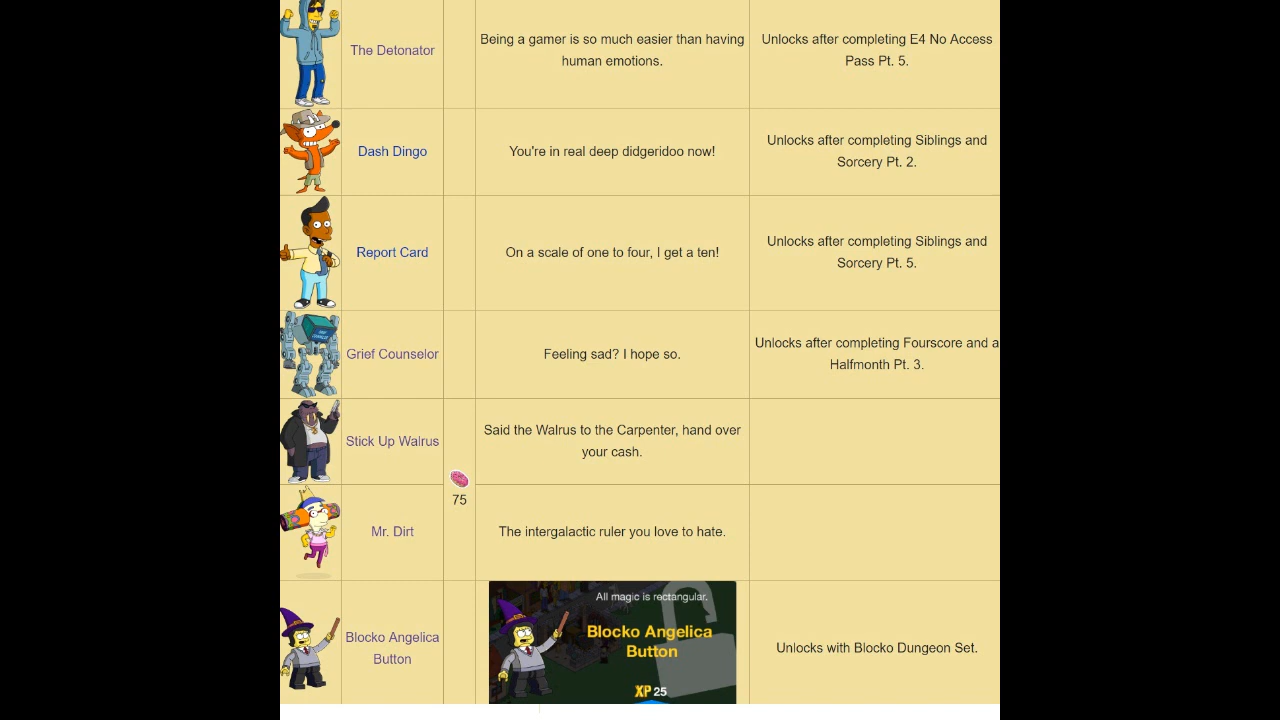 The Detonator
Being a gamer is so much easier than having
human emotions.
Unlocks after completing E4 No Access
Pass Pt. 5.
Dash Dingo
You're in real deep didgeridoo now!
Unlocks after completing Siblings and
Sorcery Pt. 2.
Report Card
On a scale of one to four, I get a ten!
Unlocks after completing Siblings and
Sorcery Pt. 5.
Grief Counselor
Feeling sad? I hope so.
Unlocks after completing Fourscore and a
Halfmonth Pt. 3.
Stick Up Walrus
Said the Walrus to the Carpenter, hand over
your cash.
75
Mr. Dirt
The intergalactic ruler you love to hate.
Blocko Angelica
Button
All magic is rectangular.
Blocko Angelica
Button
XP 25
Unlocks with Blocko Dungeon Set.